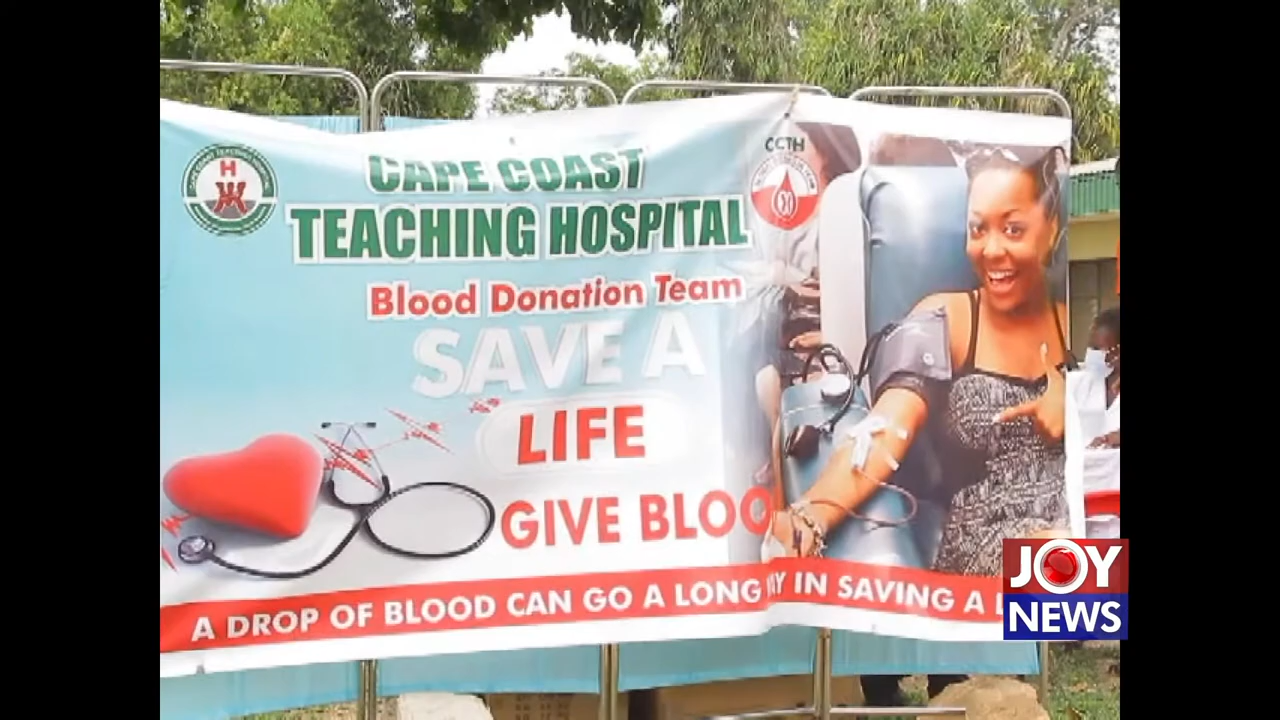 CAPE COAST
TEACHING HOSPITAL
CCTH
H
Blood Donation Team
SAVE A
LIFE
GIVE BLOO
A DROP OF BLOOD CAN GO A LONG IN SAVING A L
JOY
NEWS